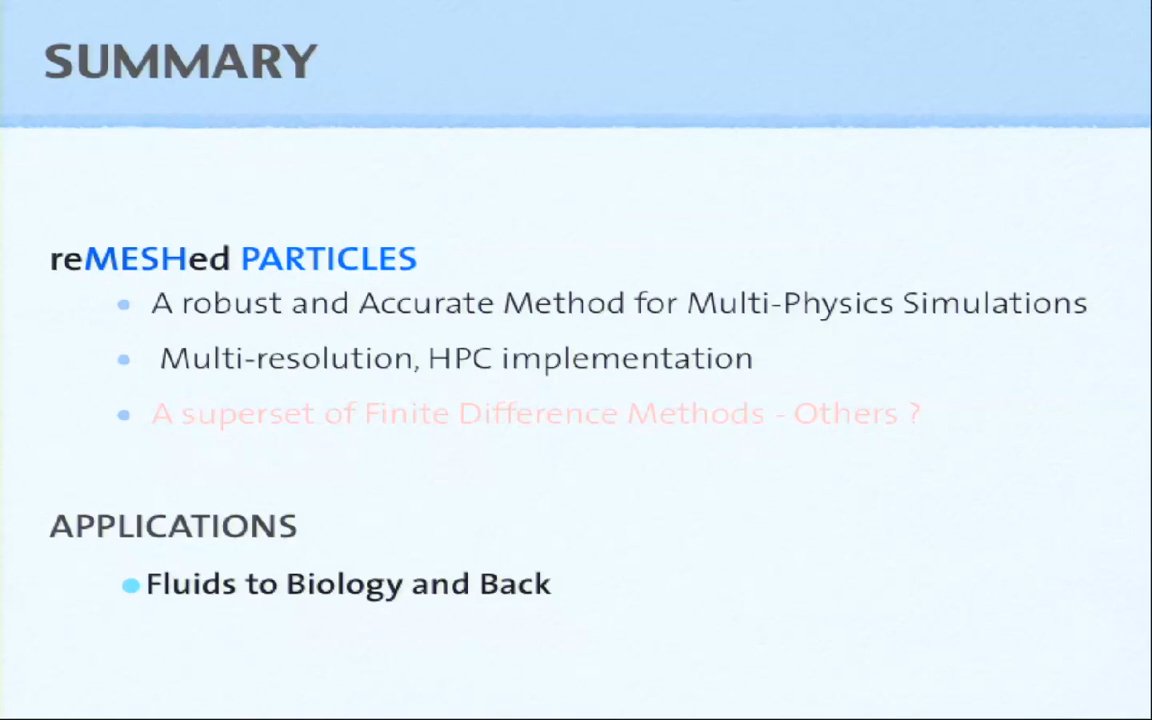 SUMMARY
reMESHed PARTICLES
A robust and Accurate Method for Multi-Physics Simulations
Multi-resolution, HPC implementation
A superset of Finite Difference Methods - Others ?
APPLICATIONS
Fluids to Biology and Back